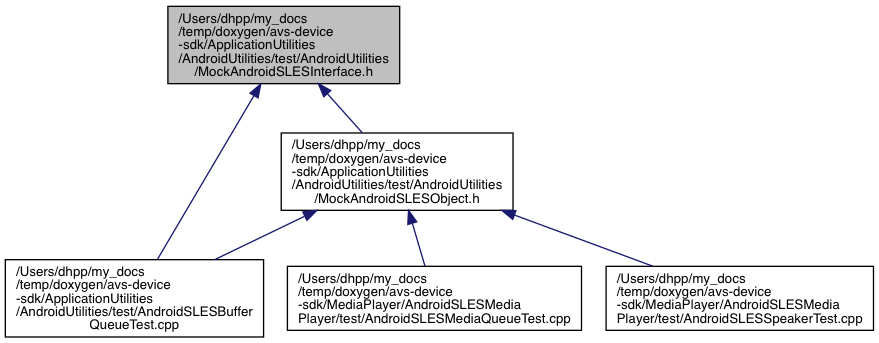 /Users/dhpp/my_docs
/temp/doxygen/avs-device
-sdk/ApplicationUtilities
/AndroidUtilities/test/AndroidUtilities
/MockAndroidSLESInterface.h
/Users/dhpp/my_docs
/temp/doxygen/avs-device
-sdk/ApplicationUtilities
/AndroidUtilities/test/AndroidUtilities
/MockAndroidSLESObject.h
/Users/dhpp/my_docs
/temp/doxygen/avs-device
-sdk/ApplicationUtilities
/AndroidUtilities/test/AndroidSLESBuffer
QueueTest.cpp
/Users/dhpp/my_docs
/temp/doxygen/avs-device
-sdk/MediaPlayer/AndroidSLESMedia
Player/test/AndroidSLESMediaQueueTest.cpp
/Users/dhpp/my_docs
/temp/doxygen/avs-device
-sdk/MediaPlayer/AndroidSLESMedia
Player/test/AndroidSLESSpeakerTest.cpp